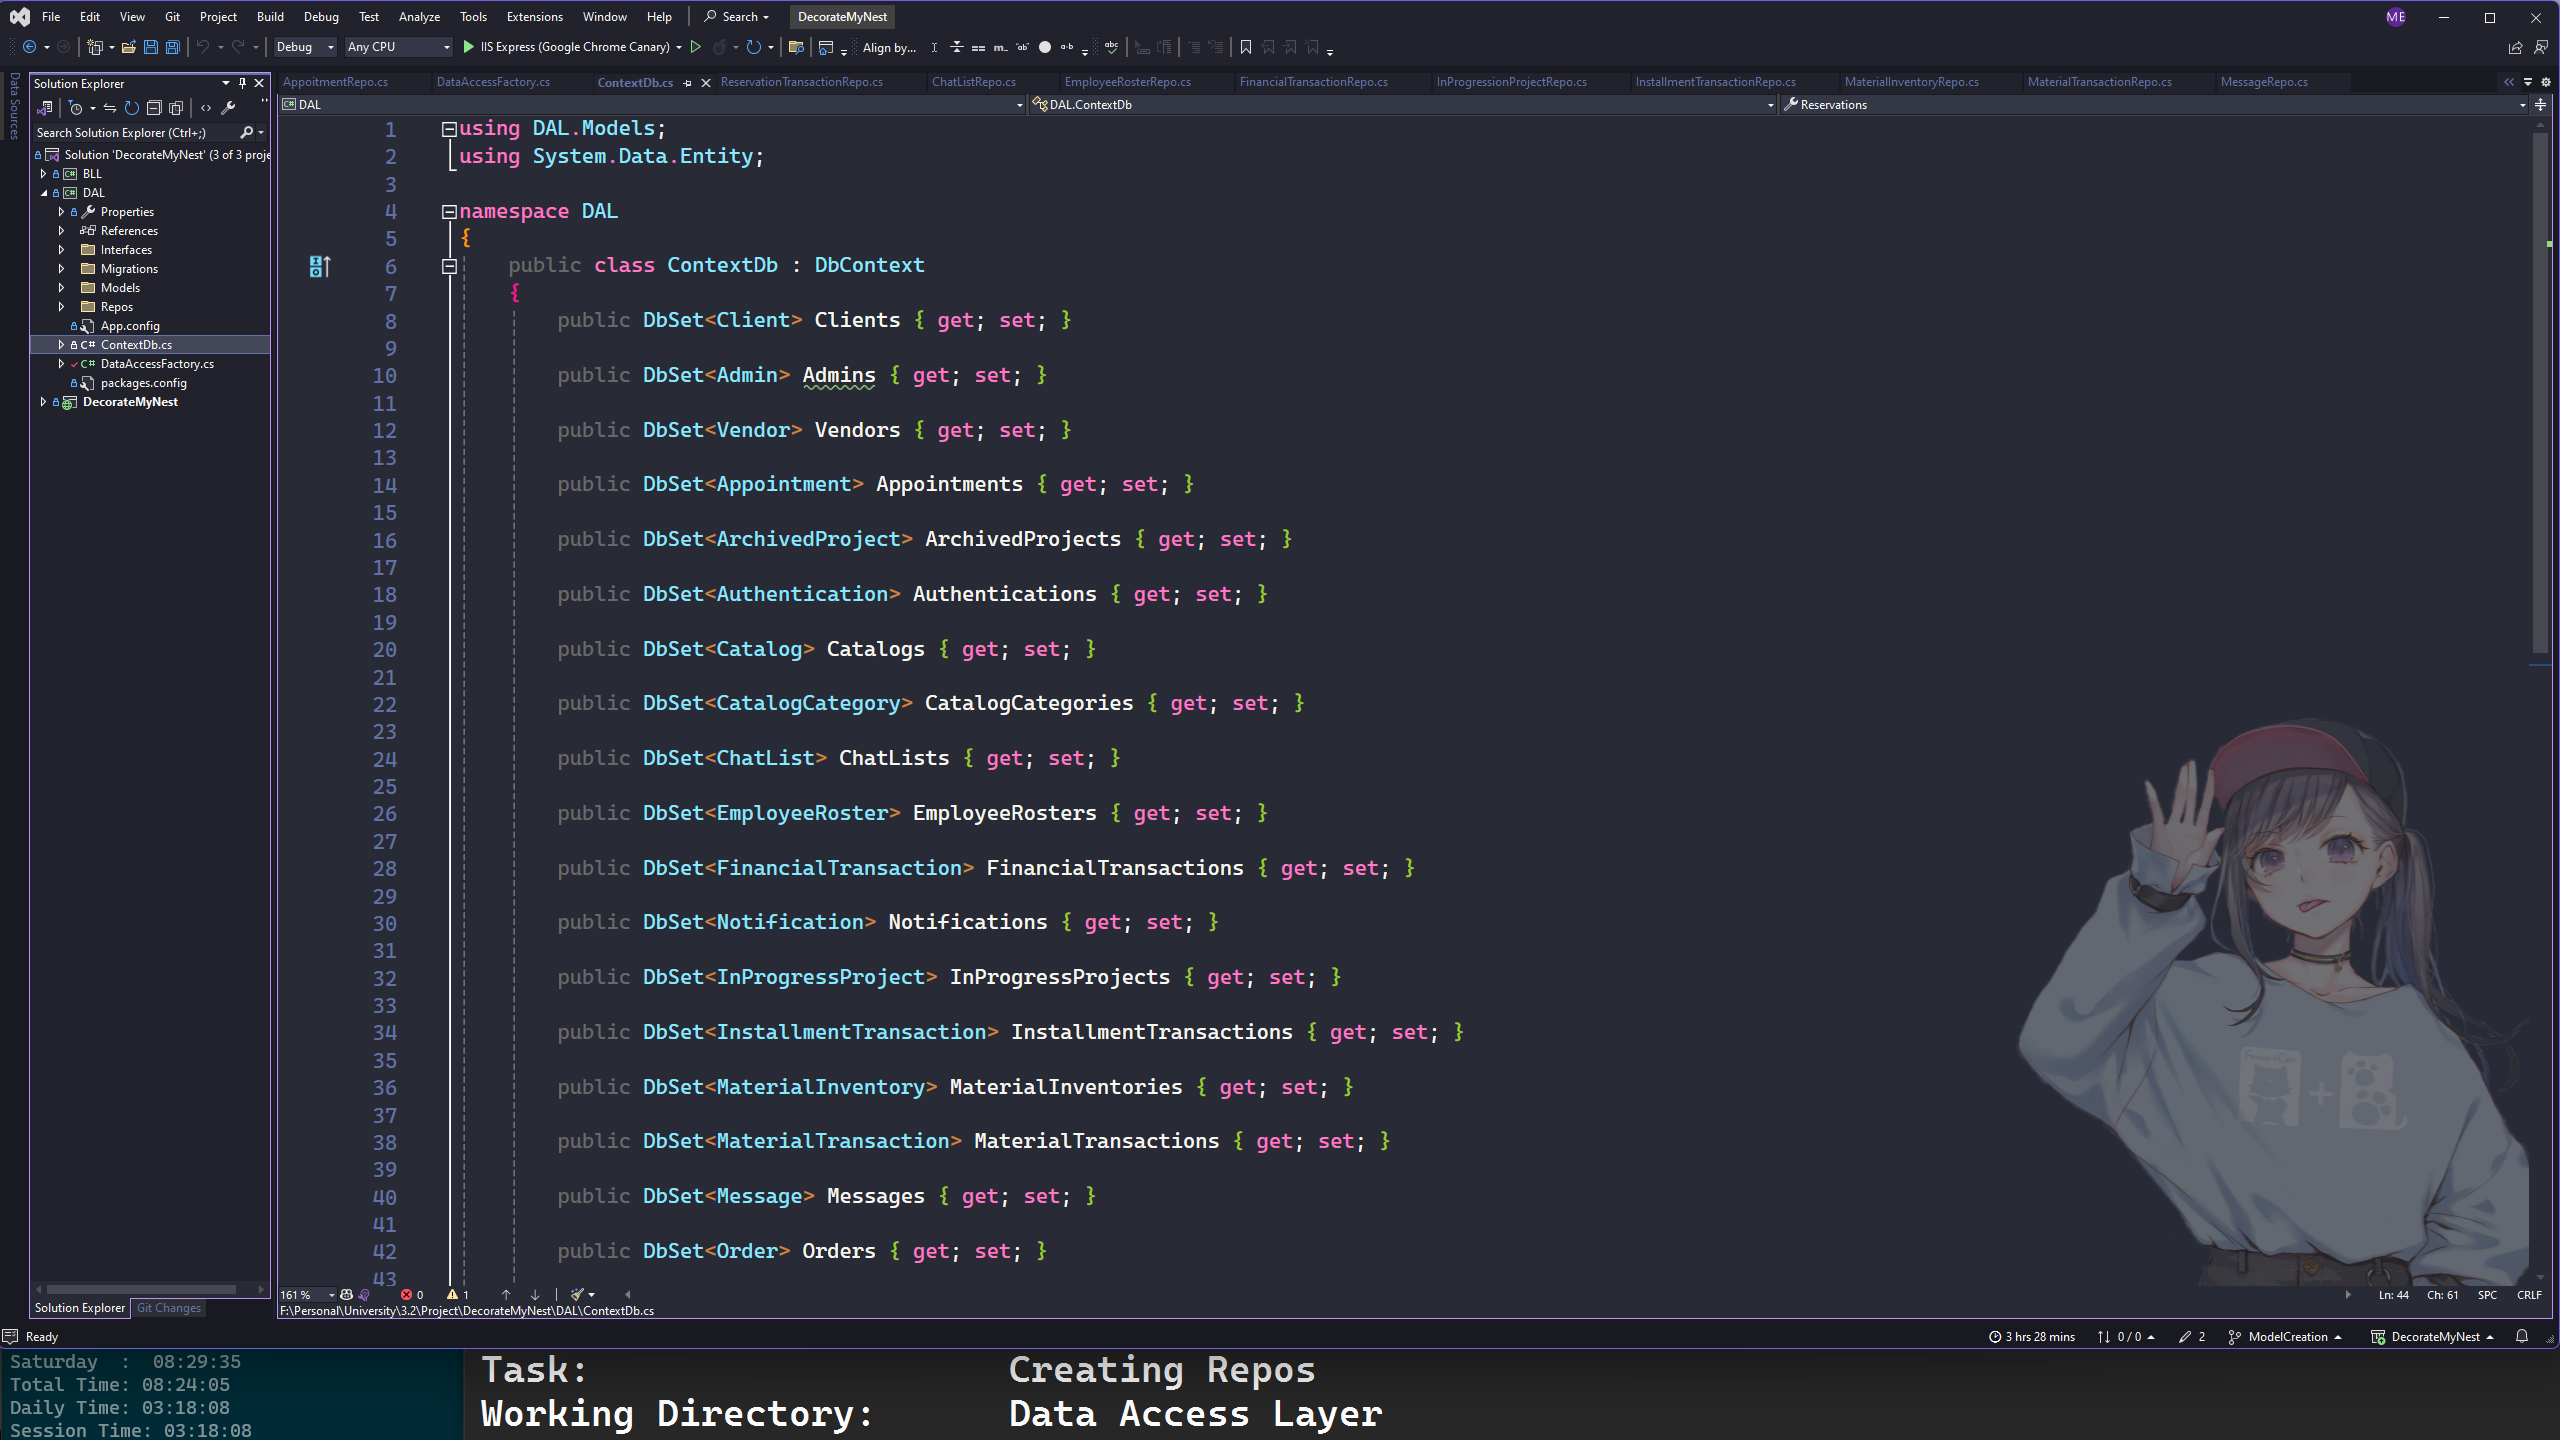 File Edit View Git Project Build Debug Test Analyze Tools Extensions Window Help Search DecorateMyNest ME
Debug Any CPU IIS Express (Google Chrome Canary) Align by...
Data Sources
Solution Explorer
Search Solution Explorer (Ctrl+;)
Solution 'DecorateMyNest' (3 of 3 proje
BLL
DAL
Properties
References
Interfaces
Migrations
Models
Repos
App.config
ContextDb.cs
DataAccessFactory.cs
packages.config
DecorateMyNest
Solution Explorer Git Changes
AppoitmentRepo.cs DataAccessFactory.cs ContextDb.cs ReservationTransactionRepo.cs ChatListRepo.cs EmployeeRosterRepo.cs FinancialTransactionRepo.cs InProgressionProjectRepo.cs InstallmentTransactionRepo.cs MaterialInventoryRepo.cs MaterialTransactionRepo.cs MessageRepo.cs
DAL DAL.ContextDb Reservations
1 using DAL.Models;
2 using System.Data.Entity;
3
4 namespace DAL
5 {
6 public class ContextDb : DbContext
7 {
8 public DbSet<Client> Clients { get; set; }
9
10 public DbSet<Admin> Admins { get; set; }
11
12 public DbSet<Vendor> Vendors { get; set; }
13
14 public DbSet<Appointment> Appointments { get; set; }
15
16 public DbSet<ArchivedProject> ArchivedProjects { get; set; }
17
18 public DbSet<Authentication> Authentications { get; set; }
19
20 public DbSet<Catalog> Catalogs { get; set; }
21
22 public DbSet<CatalogCategory> CatalogCategories { get; set; }
23
24 public DbSet<ChatList> ChatLists { get; set; }
25
26 public DbSet<EmployeeRoster> EmployeeRosters { get; set; }
27
28 public DbSet<FinancialTransaction> FinancialTransactions { get; set; }
29
30 public DbSet<Notification> Notifications { get; set; }
31
32 public DbSet<InProgressProject> InProgressProjects { get; set; }
33
34 public DbSet<InstallmentTransaction> InstallmentTransactions { get; set; }
35
36 public DbSet<MaterialInventory> MaterialInventories { get; set; }
37
38 public DbSet<MaterialTransaction> MaterialTransactions { get; set; }
39
40 public DbSet<Message> Messages { get; set; }
41
42 public DbSet<Order> Orders { get; set; }
43
161 % 0 1 Ln: 44 Ch: 61 SPC CRLF
F:\Personal\University\3.2\Project\DecorateMyNest\DAL\ContextDb.cs
Ready 3 hrs 28 mins 0 / 0 2 ModelCreation DecorateMyNest
Saturday : 08:29:35
Total Time: 08:24:05
Daily Time: 03:18:08
Session Time: 03:18:08
Task: Creating Repos
Working Directory: Data Access Layer